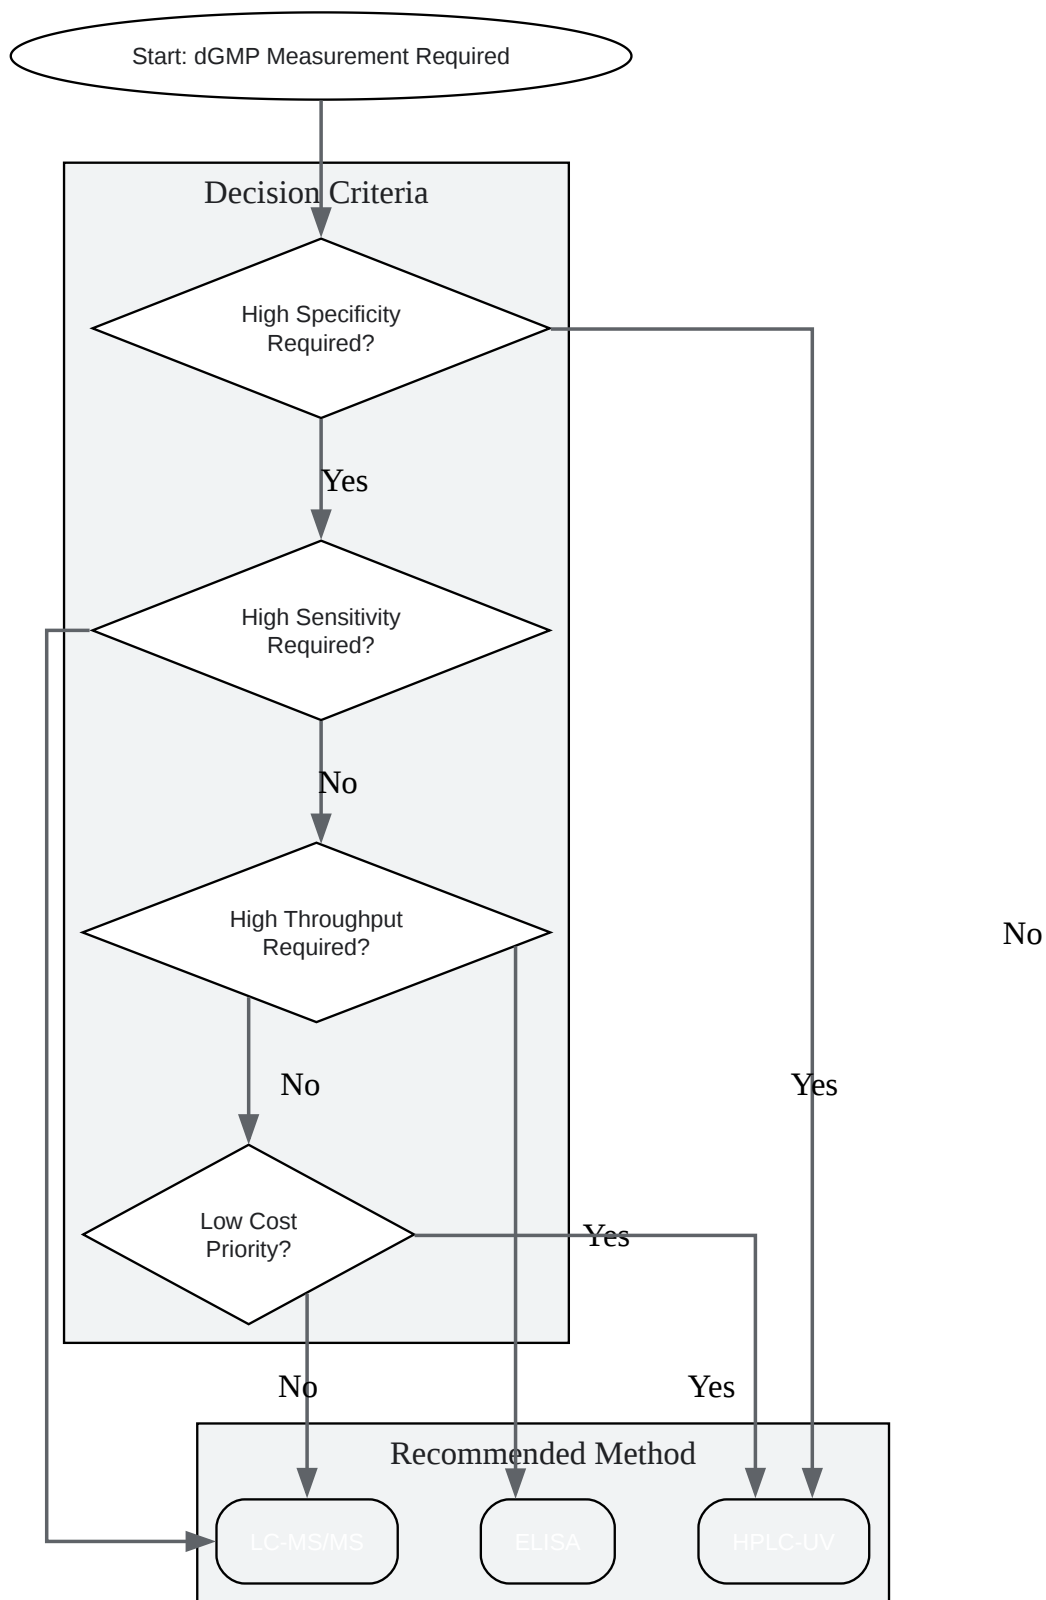 Start: dGMP Measurement Required
Decision Criteria
High Specificity
Required?
Yes
High Sensitivity
Required?
No
High Throughput
Required?
No
No
Yes
Low Cost
Priority?
Yes
No
Yes
Recommended Method
LC-MS/MS
ELISA
HPLC-UV